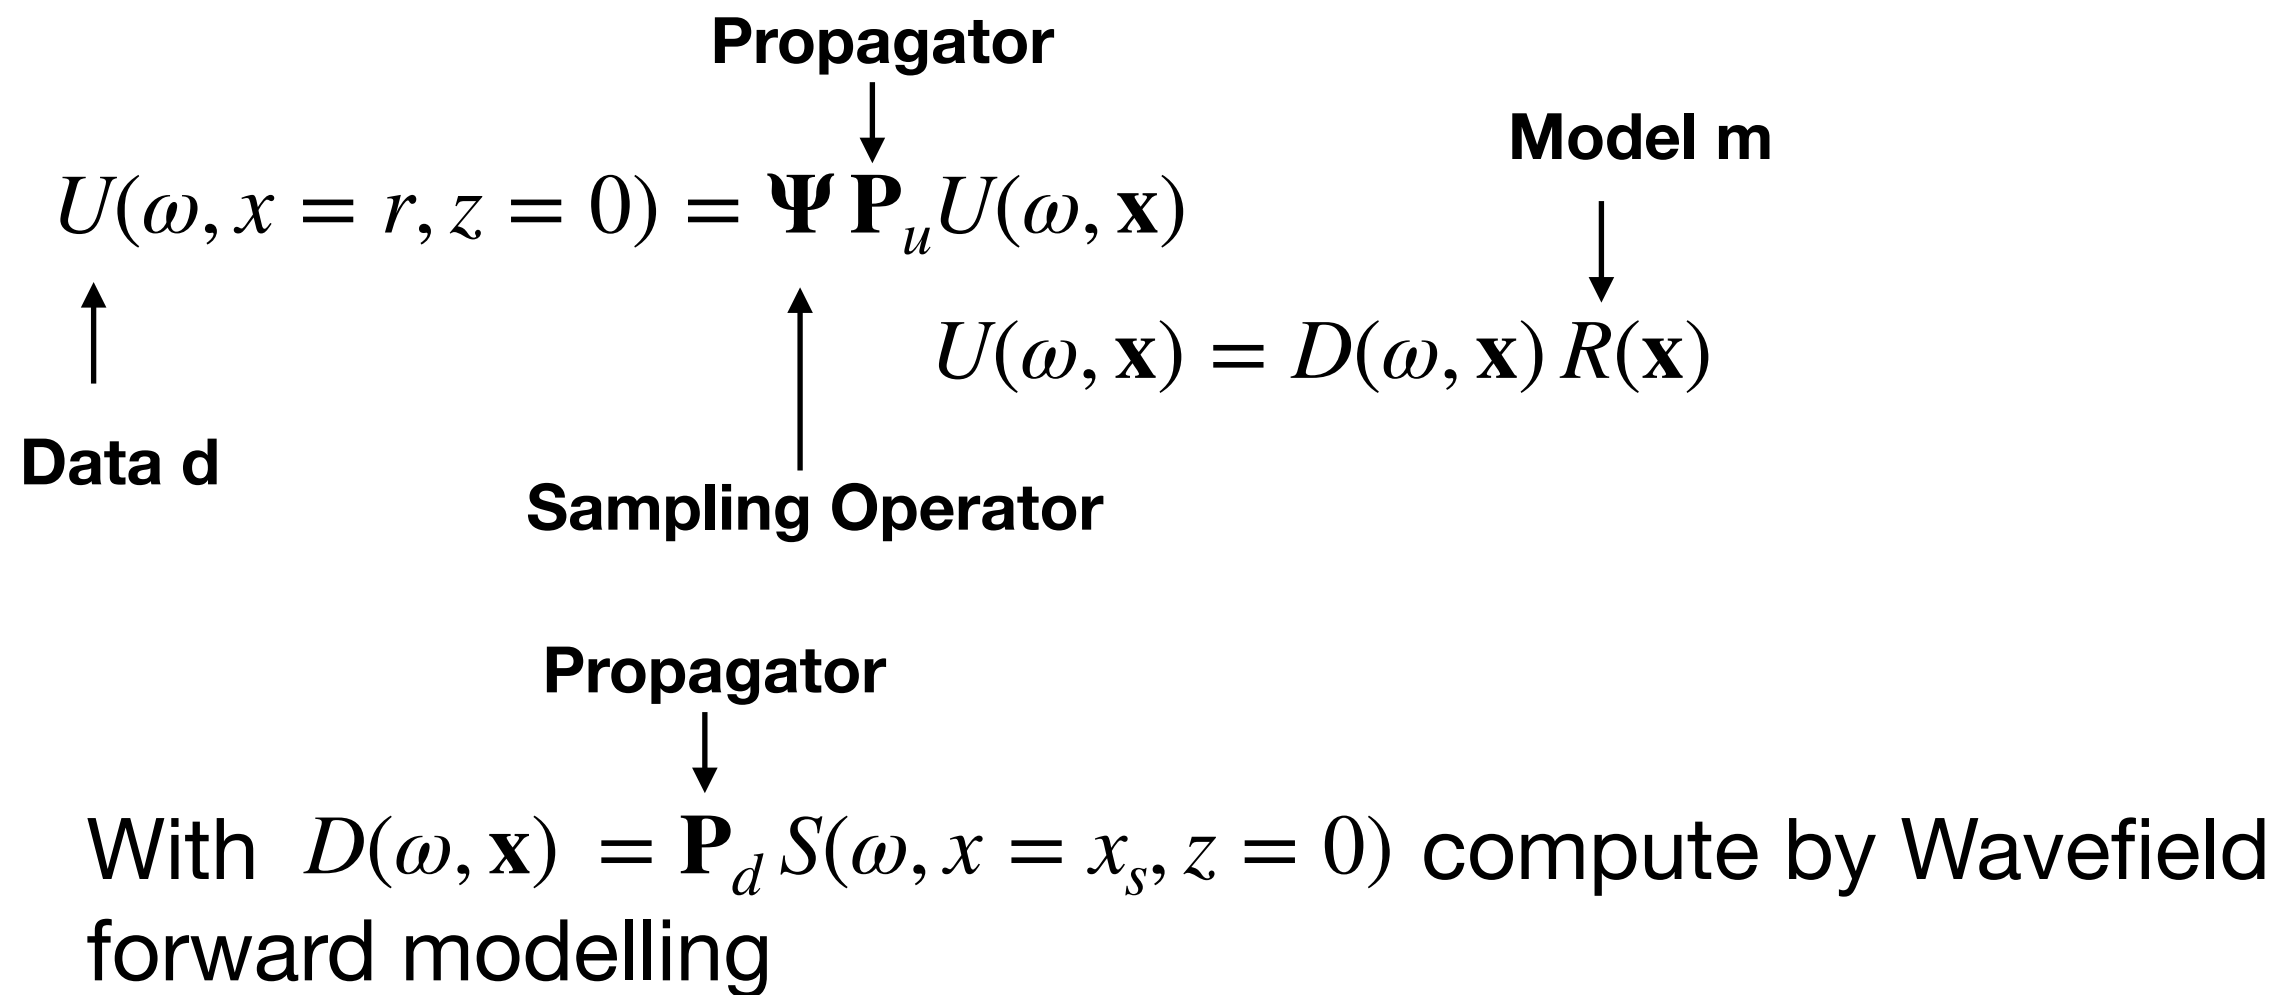 Propagator
Model m
U(ω, x = r, z = 0) = Ψ P_u U(ω, x)
U(ω, x) = D(ω, x) R(x)
Data d
Sampling Operator
Propagator
With D(ω, x) = P_d S(ω, x = x_s, z = 0) compute by Wavefield
forward modelling